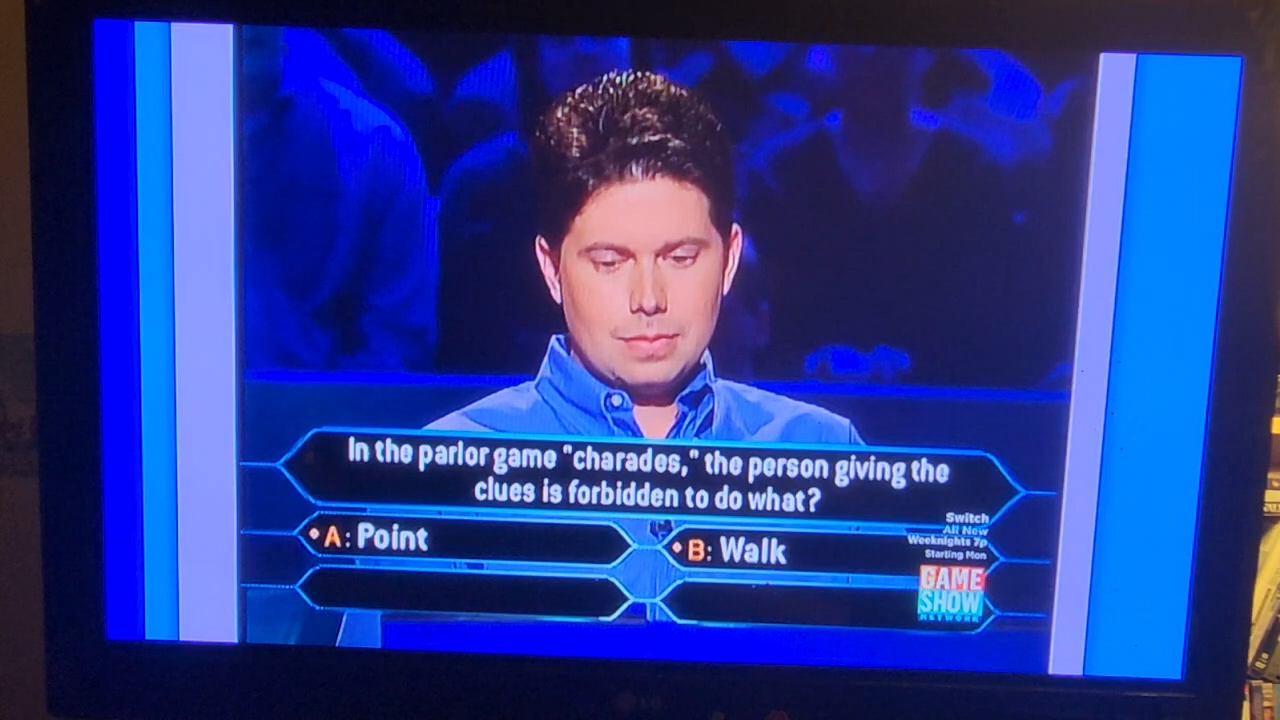 In the parlor game "charades," the person giving the
clues is forbidden to do what?
A: Point
B: Walk
Switch
All New
Weeknights 7p
Starting Mon
GAME
SHOW
NETWORK
LG